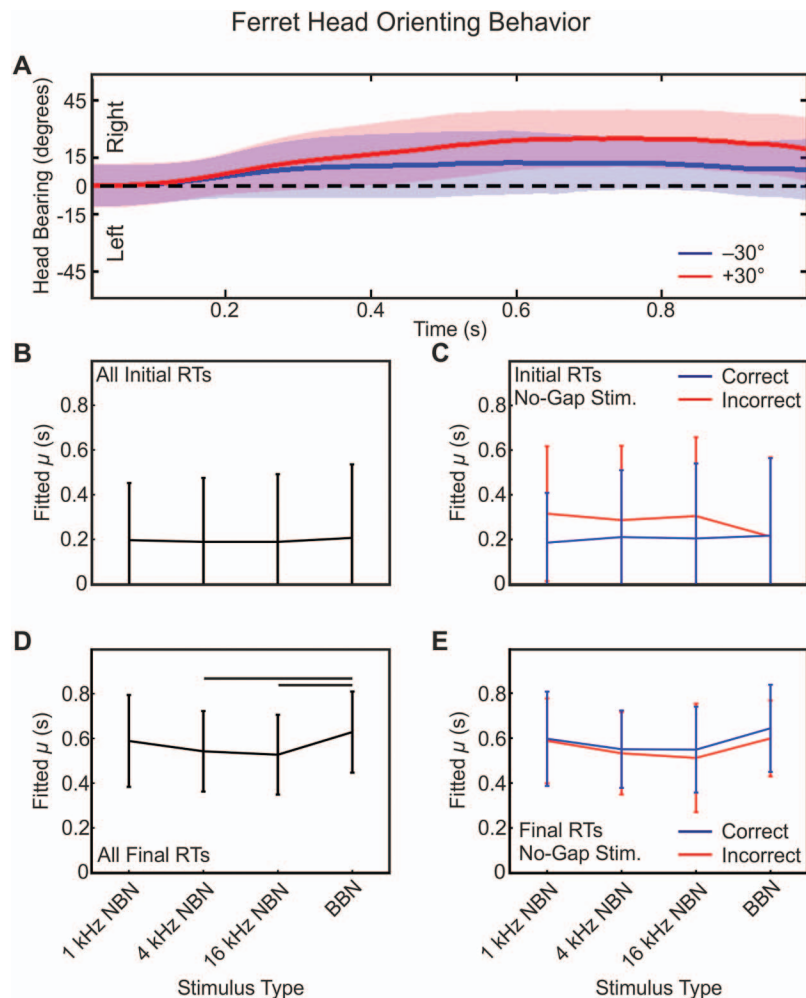 Ferret Head Orienting Behavior
A
Head Bearing (degrees)
Right
Left
45
15
0
-15
-45
–30°
+30°
0.2
0.4
0.6
0.8
Time (s)
B
All Initial RTs
Fitted μ (s)
0.8
0.6
0.4
0.2
0
C
Initial RTs
No-Gap Stim.
Correct
Incorrect
Fitted μ (s)
0.8
0.6
0.4
0.2
0
D
Fitted μ (s)
0.8
0.6
0.4
0.2
0
All Final RTs
1 kHz NBN
4 kHz NBN
16 kHz NBN
BBN
Stimulus Type
E
Fitted μ (s)
0.8
0.6
0.4
0.2
0
Final RTs
No-Gap Stim.
Correct
Incorrect
1 kHz NBN
4 kHz NBN
16 kHz NBN
BBN
Stimulus Type